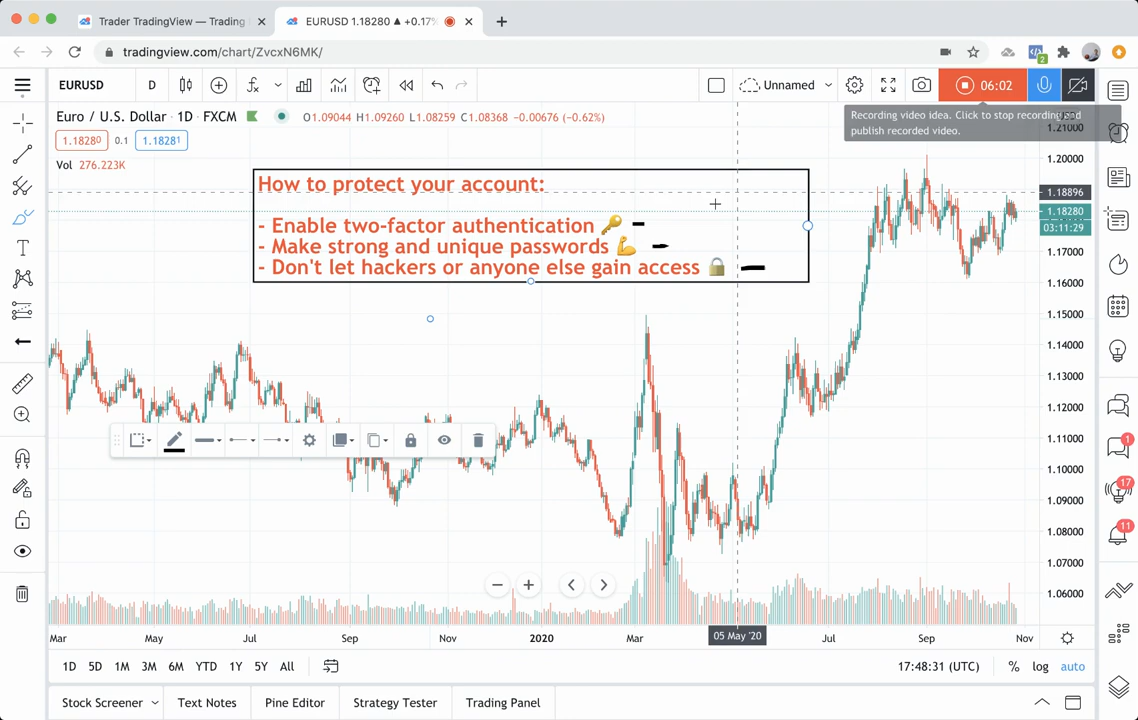 Trader TradingView — Trading
EURUSD 1.18280 ▲ +0.17%
tradingview.com/chart/ZvcxN6MK/
2
EURUSD D
Unnamed
06:02
Recording video idea. Click to stop recording and
publish recorded video.
Euro / U.S. Dollar · 1D · FXCM
O1.09044 H1.09260 L1.08259 C1.08368 -0.00676 (-0.62%)
1.18280 0.1 1.18281
Vol 276.223K
How to protect your account:
- Enable two-factor authentication 🔑
- Make strong and unique passwords 💪
- Don't let hackers or anyone else gain access 🔒
1.21000
1.20000
1.18896
1.18280
03:11:29
1.17000
1.16000
1.15000
1.14000
1.13000
1.12000
1.11000
1.10000
1.09000
1.08000
1.07000
1.06000
1
17
11
Mar May Jul Sep Nov 2020 Mar 05 May '20 Jul Sep Nov
1D 5D 1M 3M 6M YTD 1Y 5Y All
17:48:31 (UTC) % log auto
Stock Screener Text Notes Pine Editor Strategy Tester Trading Panel